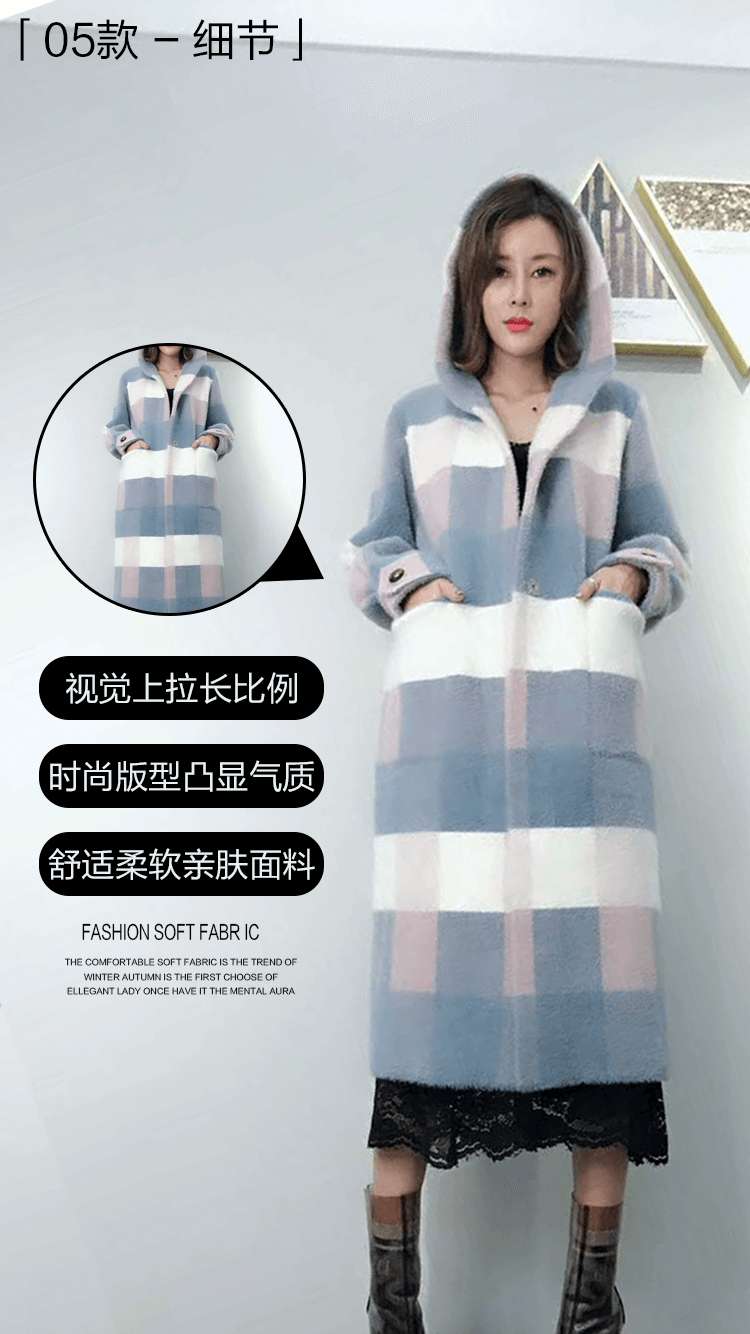 「05款 – 细节」
视觉上拉长比例
时尚版型凸显气质
舒适柔软亲肤面料
FASHION SOFT FABR IC
THE COMFORTABLE SOFT FABRIC IS THE TREND OF
WINTER AUTUMN IS THE FIRST CHOOSE OF
ELLEGANT LADY ONCE HAVE IT THE MENTAL AURA